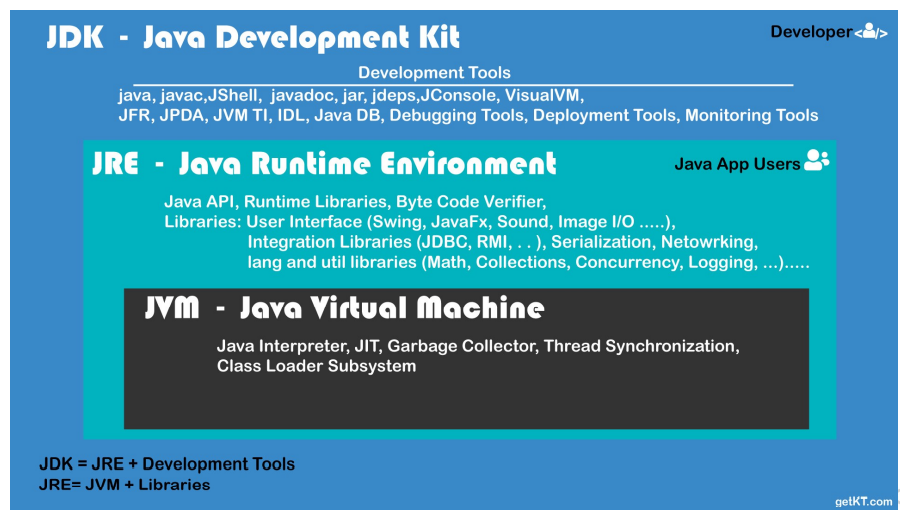 JDK - Java Development Kit
Developer</>
Development Tools
java, javac,JShell, javadoc, jar, jdeps,JConsole, VisualVM,
JFR, JPDA, JVM TI, IDL, Java DB, Debugging Tools, Deployment Tools, Monitoring Tools
JRE - Java Runtime Environment
Java App Users
Java API, Runtime Libraries, Byte Code Verifier,
Libraries: User Interface (Swing, JavaFx, Sound, Image I/O .....),
Integration Libraries (JDBC, RMI, . . ), Serialization, Netowrking,
lang and util libraries (Math, Collections, Concurrency, Logging, ...).....
JVM - Java Virtual Machine
Java Interpreter, JIT, Garbage Collector, Thread Synchronization,
Class Loader Subsystem
JDK = JRE + Development Tools
JRE= JVM + Libraries
getKT.com